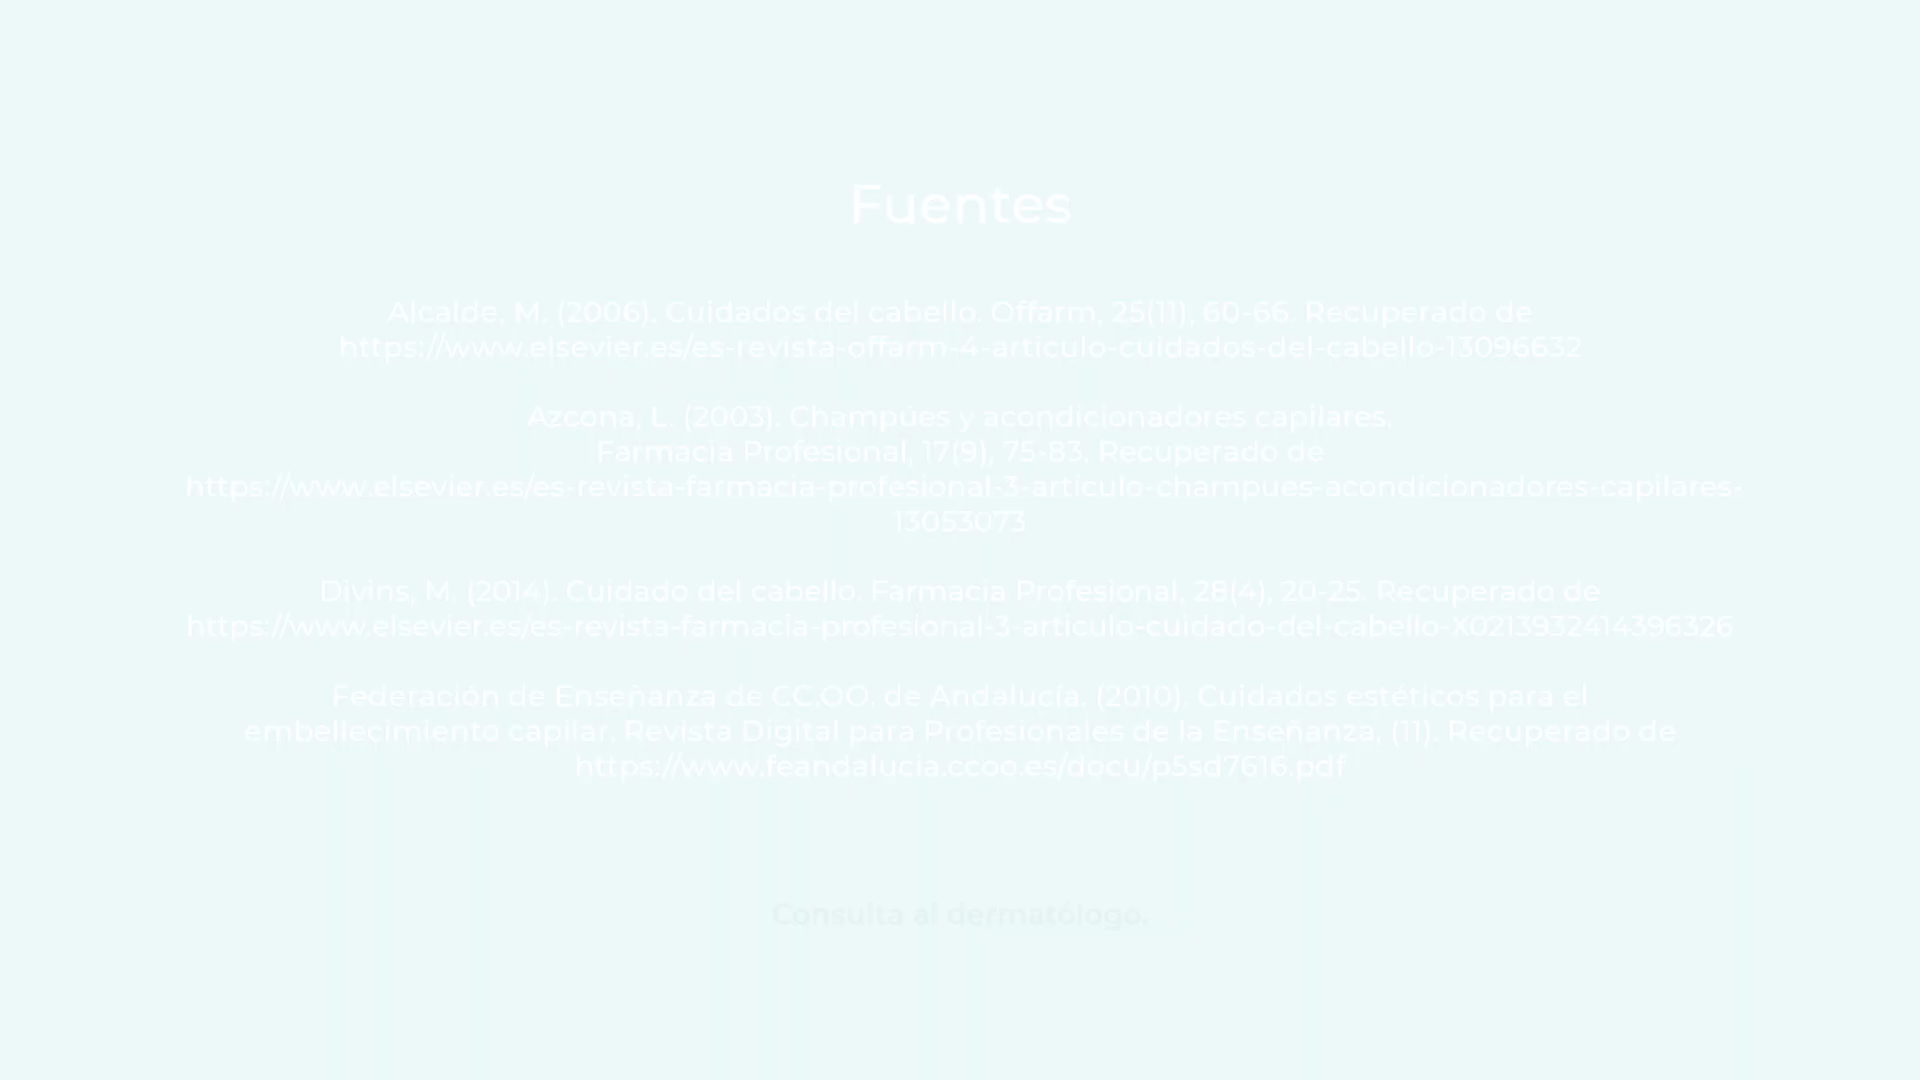 Fuentes
Alcalde, M. (2006). Cuidados del cabello. Offarm, 25(11), 60-66. Recuperado de
https://www.elsevier.es/es-revista-offarm-4-articulo-cuidados-del-cabello-13096632
Azcona, L. (2003). Champúes y acondicionadores capilares.
Farmacia Profesional, 17(9), 75-83. Recuperado de
https://www.elsevier.es/es-revista-farmacia-profesional-3-articulo-champues-acondicionadores-capilares-
13053073
Divins, M. (2014). Cuidado del cabello. Farmacia Profesional, 28(4), 20-25. Recuperado de
https://www.elsevier.es/es-revista-farmacia-profesional-3-articulo-cuidado-del-cabello-X0213932414396326
Federación de Enseñanza de CC.OO. de Andalucía. (2010). Cuidados estéticos para el
embellecimiento capilar. Revista Digital para Profesionales de la Enseñanza, (11). Recuperado de
https://www.feandalucia.ccoo.es/docu/p5sd7616.pdf
Consulta al dermatólogo.